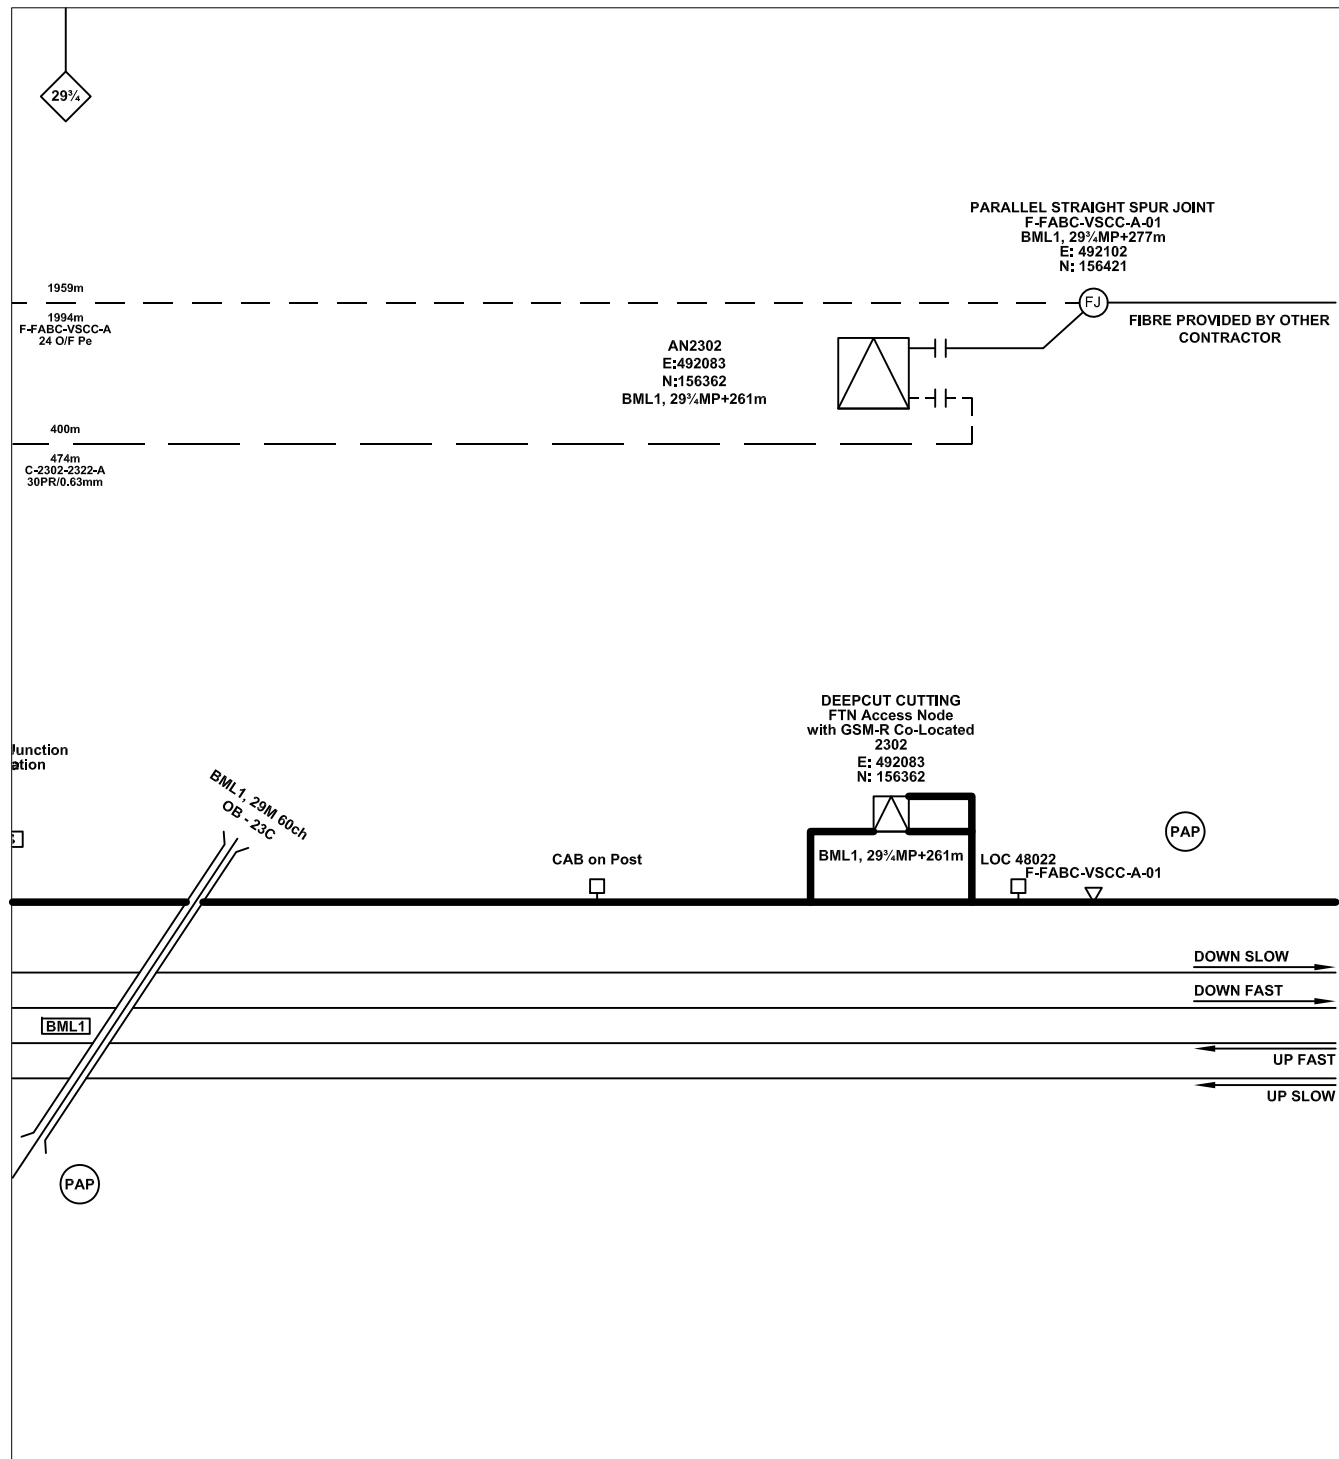 29¾
PARALLEL STRAIGHT SPUR JOINT
F-FABC-VSCC-A-01
BML1, 29¾MP+277m
E: 492102
N: 156421
1959m
1994m
F-FABC-VSCC-A
24 O/F Pe
FJ
FIBRE PROVIDED BY OTHER
CONTRACTOR
AN2302
E:492083
N:156362
BML1, 29¾MP+261m
400m
474m
C-2302-2322-A
30PR/0.63mm
DEEPCUT CUTTING
FTN Access Node
with GSM-R Co-Located
2302
E: 492083
N: 156362
BML1, 29M 60ch
OB - 23C
CAB on Post
BML1, 29¾MP+261m
LOC 48022
F-FABC-VSCC-A-01
PAP
DOWN SLOW
DOWN FAST
BML1
UP FAST
UP SLOW
PAP